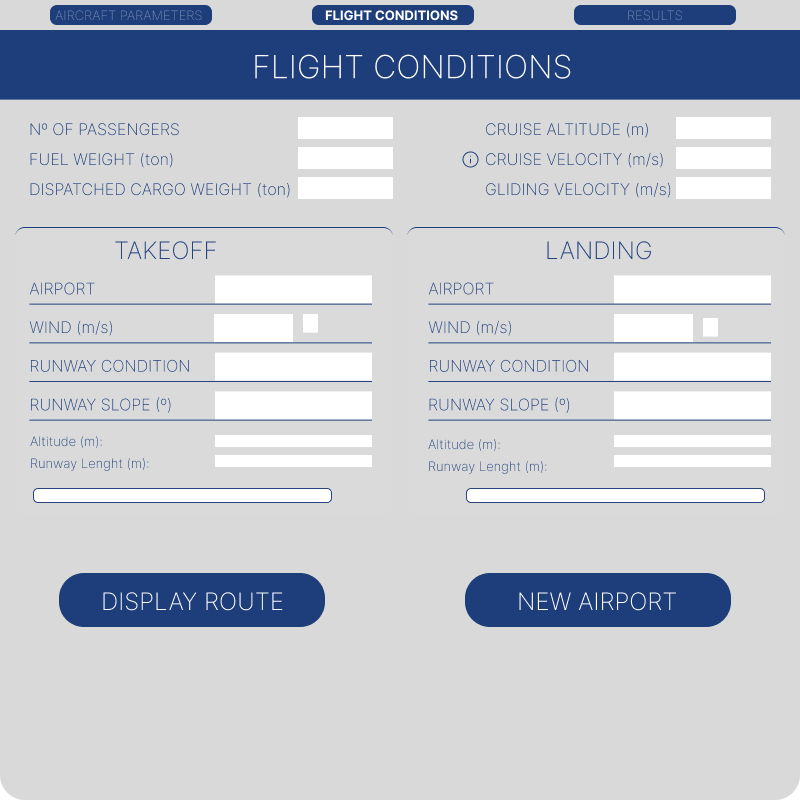 AIRCRAFT PARAMETERS
FLIGHT CONDITIONS
RESULTS
FLIGHT CONDITIONS
Nº OF PASSENGERS
FUEL WEIGHT (ton)
DISPATCHED CARGO WEIGHT (ton)
CRUISE ALTITUDE (m)
i CRUISE VELOCITY (m/s)
GLIDING VELOCITY (m/s)
TAKEOFF
AIRPORT
WIND (m/s)
RUNWAY CONDITION
RUNWAY SLOPE (º)
Altitude (m):
Runway Lenght (m):
LANDING
AIRPORT
WIND (m/s)
RUNWAY CONDITION
RUNWAY SLOPE (º)
Altitude (m):
Runway Lenght (m):
DISPLAY ROUTE
NEW AIRPORT